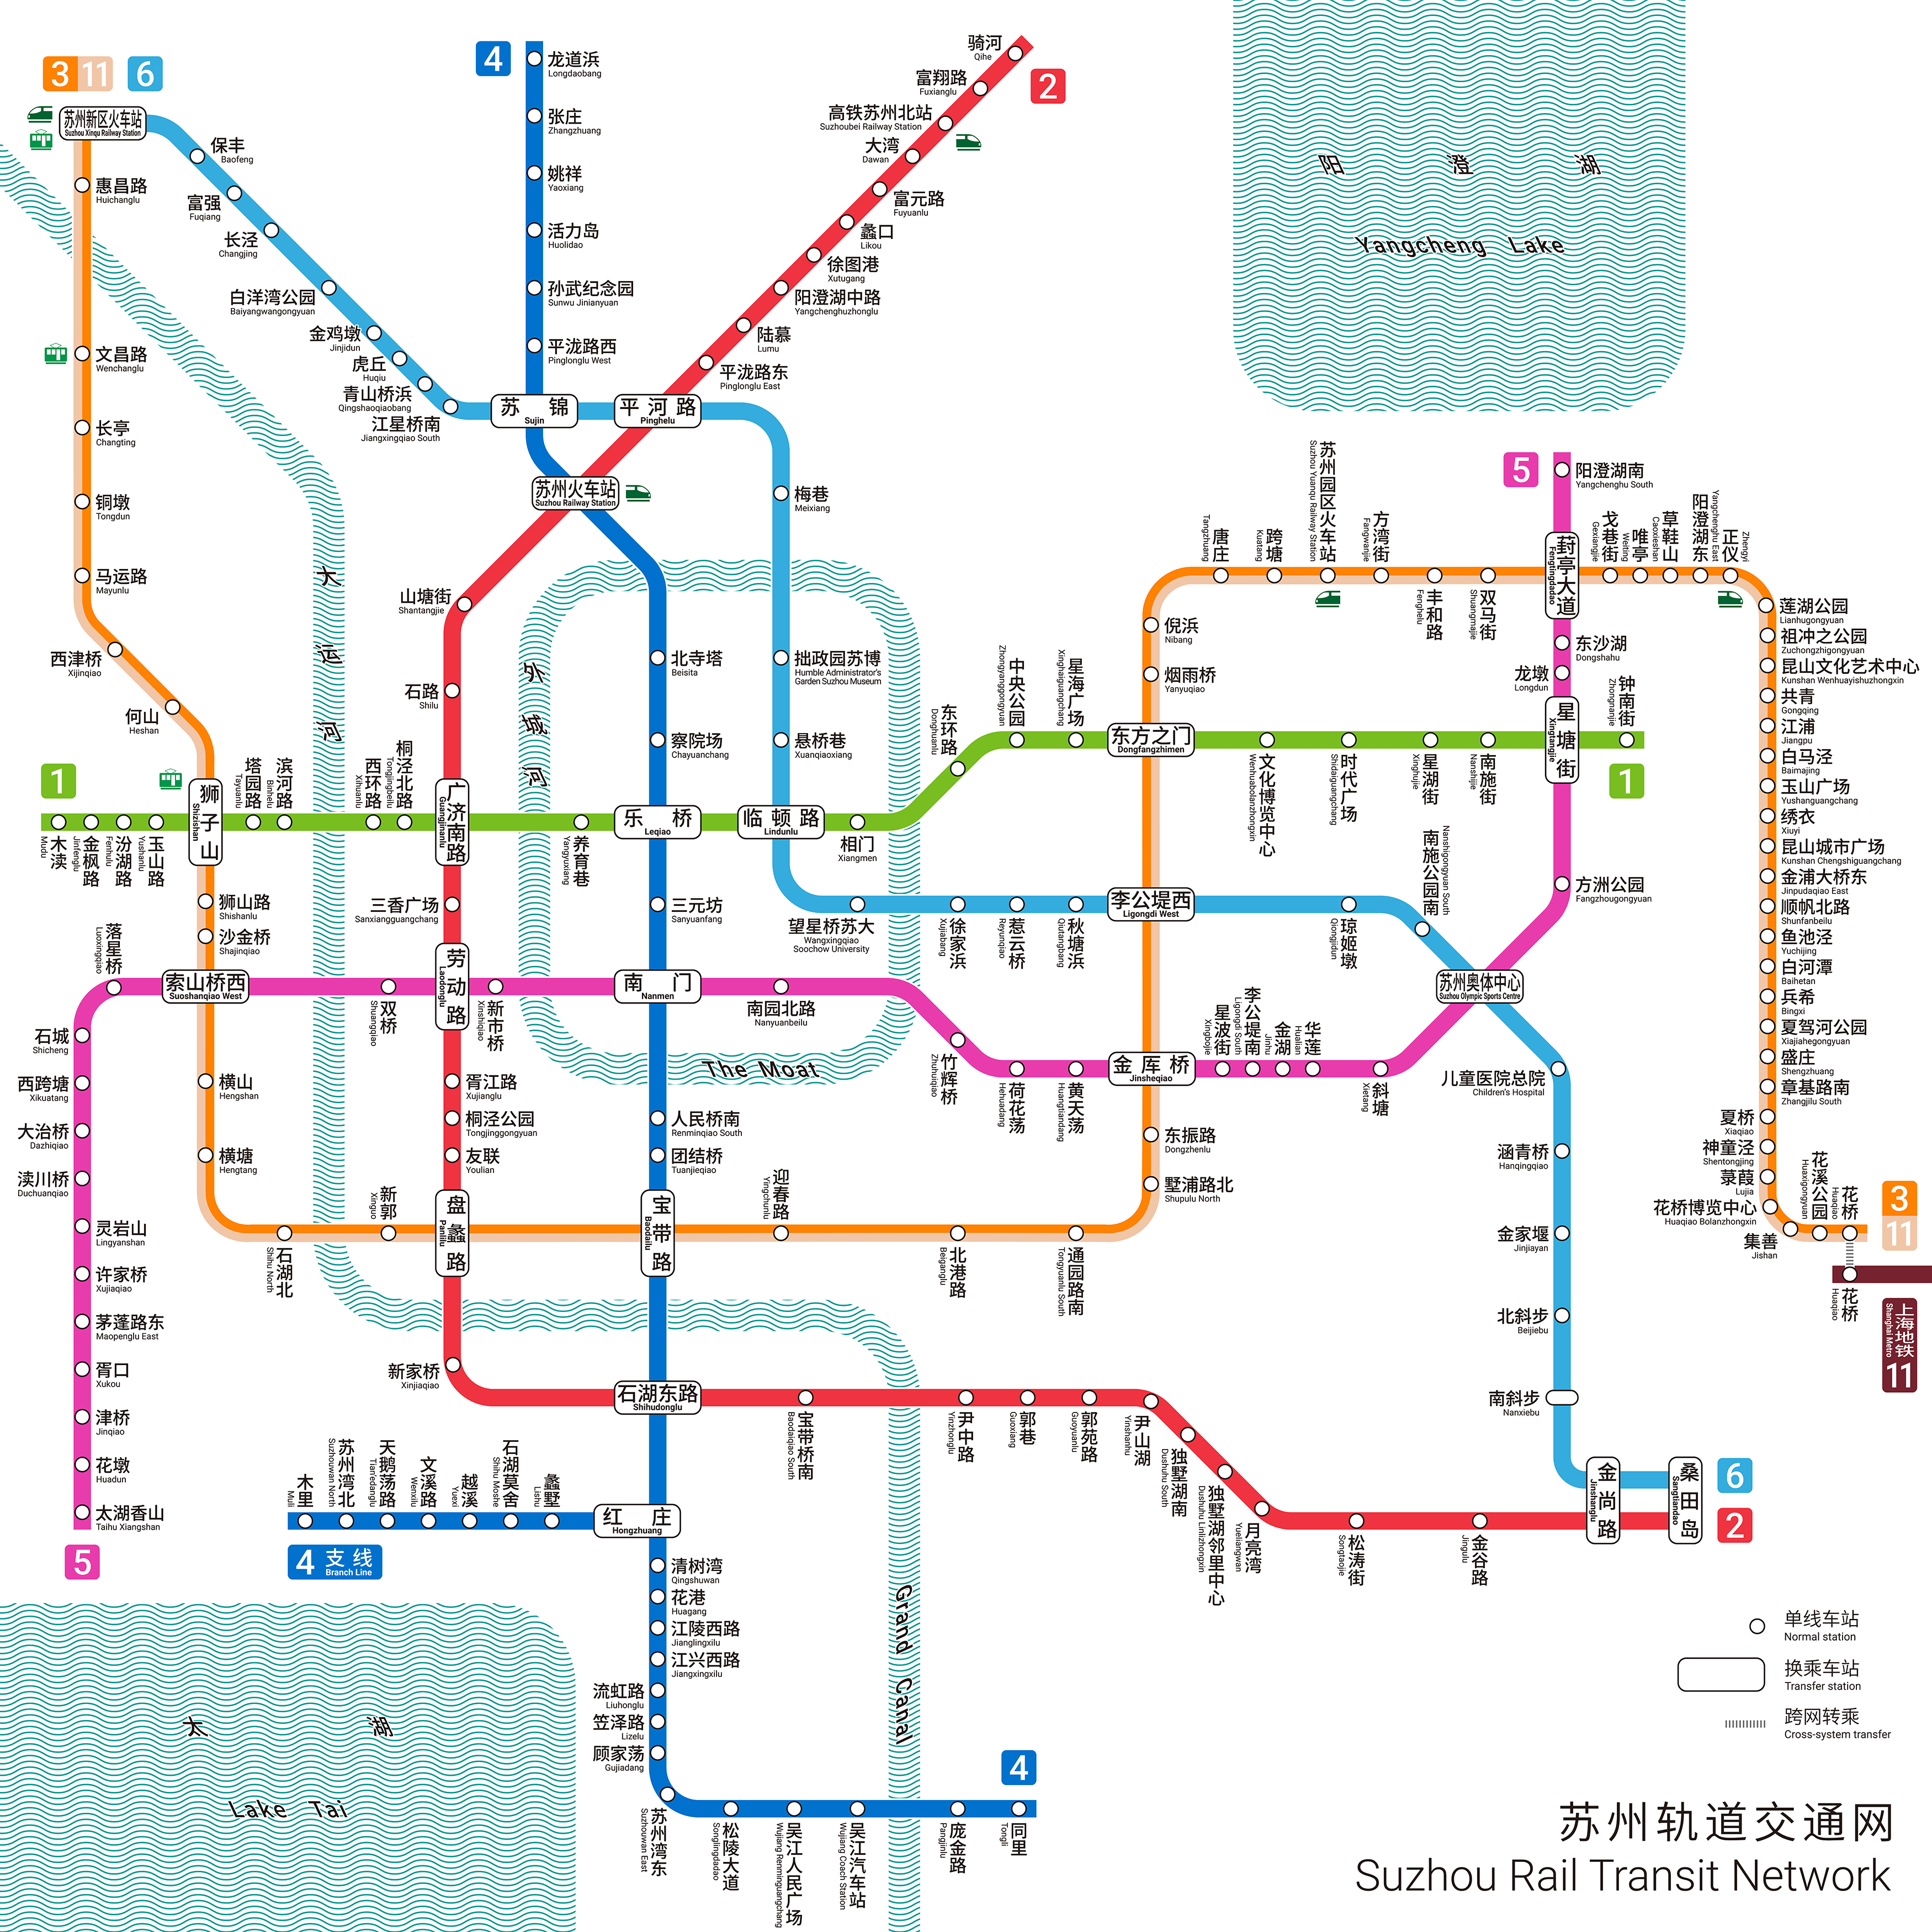 3 11 6
苏州新区火车站
Suzhou Xinqu Railway Station
惠昌路
Huichanglu
文昌路
Wenchanglu
长亭
Changting
铜墩
Tongdun
马运路
Mayunlu
西津桥
Xijinqiao
何山
Heshan
保丰
Baofeng
富强
Fuqiang
长泾
Changjing
白洋湾公园
Baiyangwangongyuan
金鸡墩
Jinjidun
虎丘
Huqiu
青山桥浜
Qingshaoqiaobang
江星桥南
Jiangxingqiao South
4
龙道浜
Longdaobang
张庄
Zhangzhuang
姚祥
Yaoxiang
活力岛
Huolidao
孙武纪念园
Sunwu Jinianyuan
平泷路西
Pinglonglu West
苏锦
Sujin
平河路
Pinghelu
苏州火车站
Suzhou Railway Station
2
骑河
Qihe
富翔路
Fuxianglu
高铁苏州北站
Suzhoubei Railway Station
大湾
Dawan
富元路
Fuyuanlu
蠡口
Likou
徐图港
Xutugang
阳澄湖中路
Yangchenghuzhonglu
陆慕
Lumu
平泷路东
Pinglonglu East
阳澄湖
Yangcheng Lake
梅巷
Meixiang
大运河
外城河
山塘街
Shantangjie
石路
Shilu
北寺塔
Beisita
察院场
Chayuanchang
拙政园苏博
Humble Administrator's
Garden Suzhou Museum
悬桥巷
Xuanqiaoxiang
1
木渎
Mudu
金枫路
Jinfenglu
汾湖路
Fenhulu
玉山路
Yushanlu
狮子山
Shizishan
塔园路
Tayuanlu
滨河路
Binhelu
西环路
Xihuanlu
桐泾北路
Tongjingbeilu
广济南路
Guangjinanlu
养育巷
Yangyuxiang
乐桥
Leqiao
临顿路
Lindunlu
相门
Xiangmen
东环路
Donghuanlu
中央公园
Zhongyanggongyuan
星海广场
Xinghaiguangchang
东方之门
Dongfangzhimen
文化博览中心
Wenhuabolanzhongxin
时代广场
Shidaiguangchang
星湖街
Xinghujie
南施街
Nanshijie
星塘街
Xingtangjie
钟南街
Zhongnanjie
1
5
阳澄湖南
Yangchenghu South
葑亭大道
Fengtingdadao
东沙湖
Dongshahu
龙墩
Longdun
方洲公园
Fangzhougongyuan
倪浜
Nibang
烟雨桥
Yanyuqiao
唐庄
Tangzhuang
跨塘
Kuatang
苏州园区火车站
Suzhou Yuanqu Railway Station
方湾街
Fangwanjie
丰和路
Fenghelu
双马街
Shuangmajie
戈巷街
Gexiangjie
唯亭
Weiting
草鞋山
Caoxieshan
阳澄湖东
Yangchenghu East
正仪
Zhengyi
莲湖公园
Lianhugongyuan
祖冲之公园
Zuchongzhigongyuan
昆山文化艺术中心
Kunshan Wenhuayishuzhongxin
共青
Gongqing
江浦
Jiangpu
白马泾
Baimajing
玉山广场
Yushanguangchang
绣衣
Xiuyi
昆山城市广场
Kunshan Chengshiguangchang
金浦大桥东
Jinpudaqiao East
顺帆北路
Shunfanbeilu
鱼池泾
Yuchijing
白河潭
Baihetan
兵希
Bingxi
夏驾河公园
Xiajiahegongyuan
盛庄
Shengzhuang
章基路南
Zhangjilu South
夏桥
Xiaqiao
神童泾
Shentongjing
菉葭
Lujia
花桥博览中心
Huaqiao Bolanzhongxin
集善
Jishan
花溪公园
Huaxigongyuan
花桥
Huaqiao
3
11
花桥
Huaqiao
上海地铁
Shanghai Metro
11
狮山路
Shishanlu
沙金桥
Shajinqiao
索山桥西
Suoshanqiao West
横山
Hengshan
横塘
Hengtang
石湖北
Shihu North
新郭
Xinguo
盘蠡路
Panlilu
宝带路
Baodailu
迎春路
Yingchunlu
北港路
Beiganglu
通园路南
Tongyuanlu South
墅浦路北
Shupulu North
东振路
Dongzhenlu
三香广场
Sanxiangguangchang
劳动路
Laodonglu
胥江路
Xujianglu
桐泾公园
Tongjinggongyuan
友联
Youlian
三元坊
Sanyuanfang
南门
Nanmen
人民桥南
Renminqiao South
团结桥
Tuanjieqiao
The Moat
望星桥苏大
Wangxingqiao
Soochow University
徐家浜
Xujiabang
惹云桥
Reyunqiao
秋塘浜
Qiutangbang
李公堤西
Ligongdi West
琼姬墩
Qiongjidun
南施公园南
Nanshigongyuan South
苏州奥体中心
Suzhou Olympic Sports Centre
儿童医院总院
Children's Hospital
涵青桥
Hanqingqiao
金家堰
Jinjiayan
北斜步
Beijiebu
南斜步
Nanxiebu
金尚路
Jinshanglu
桑田岛
Sangtiandao
6
2
落星桥
Luoxingqiao
双桥
Shuangqiao
新市桥
Xinshiqiao
南园北路
Nanyuanbeilu
竹辉桥
Zhuhuiqiao
荷花荡
Hehuadang
黄天荡
Huangtiandang
金厍桥
Jinsheqiao
星波街
Xingbojie
李公堤南
Ligongdi South
金湖
Jinhu
华莲
Hualian
斜塘
Xietang
石城
Shicheng
西跨塘
Xikuatang
大治桥
Dazhiqiao
渎川桥
Duchuanqiao
灵岩山
Lingyanshan
许家桥
Xujiaqiao
茅蓬路东
Maopenglu East
胥口
Xukou
津桥
Jinqiao
花墩
Huadun
太湖香山
Taihu Xiangshan
5
新家桥
Xinjiaqiao
石湖东路
Shihudonglu
宝带桥南
Baodaiqiao South
尹中路
Yinzhonglu
郭巷
Guoxiang
郭苑路
Guoyuanlu
尹山湖
Yinshanhu
独墅湖南
Dushuhu South
独墅湖邻里中心
Dushuhu Linlizhongxin
月亮湾
Yueliangwan
松涛街
Songtaojie
金谷路
Jingulu
木里
Muli
苏州湾北
Suzhouwan North
天鹅荡路
Tian'edanglu
文溪路
Wenxilu
越溪
Yuexi
石湖莫舍
Shihu Moshe
蠡墅
Lishu
红庄
Hongzhuang
4 支线
Branch Line
清树湾
Qingshuwan
花港
Huagang
江陵西路
Jianglingxilu
江兴西路
Jiangxingxilu
流虹路
Liuhonglu
笠泽路
Lizelu
顾家荡
Gujiadang
苏州湾东
Suzhouwan East
松陵大道
Songlingdadao
吴江人民广场
Wujiang Renminguangchang
吴江汽车站
Wujiang Coach Station
庞金路
Pangjinlu
同里
Tongli
4
Grand Canal
太湖
Lake Tai
单线车站
Normal station
换乘车站
Transfer station
跨网转乘
Cross-system transfer
苏州轨道交通网
Suzhou Rail Transit Network